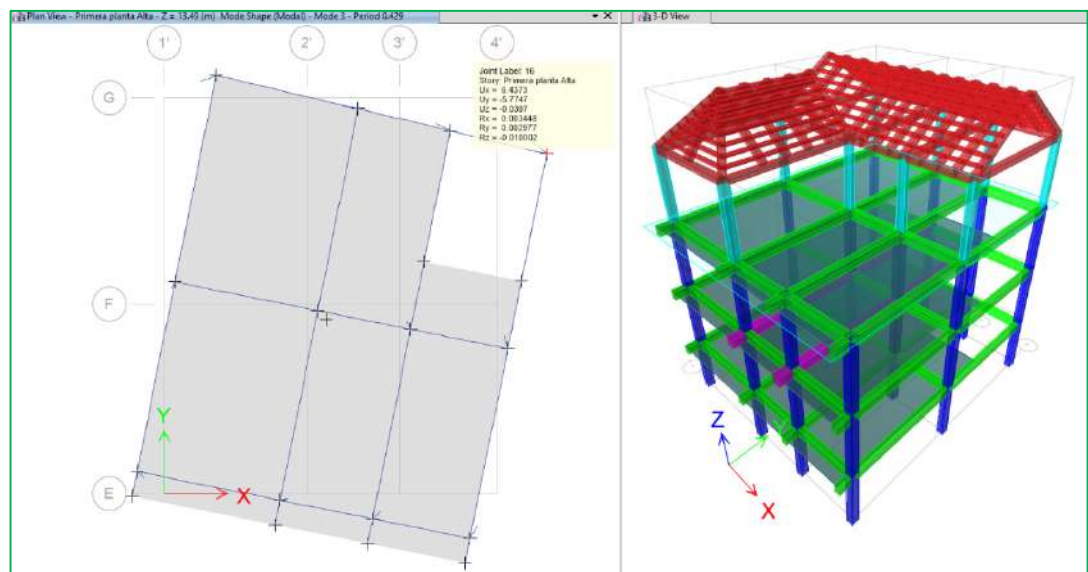 Plan View - Primera planta Alta - Z = 13.49 (m) Mode Shape (Modal) - Mode 3 - Period 0.429
3-D View
1'
2'
3'
4'
Joint Label: 16
Story: Primera planta Alta
Ux = 6.4373
Uy = -5.7747
Uz = -0.0307
Rx = 0.003448
Ry = 0.002977
Rz = -0.010002
G
F
E
Y
X
Z
X